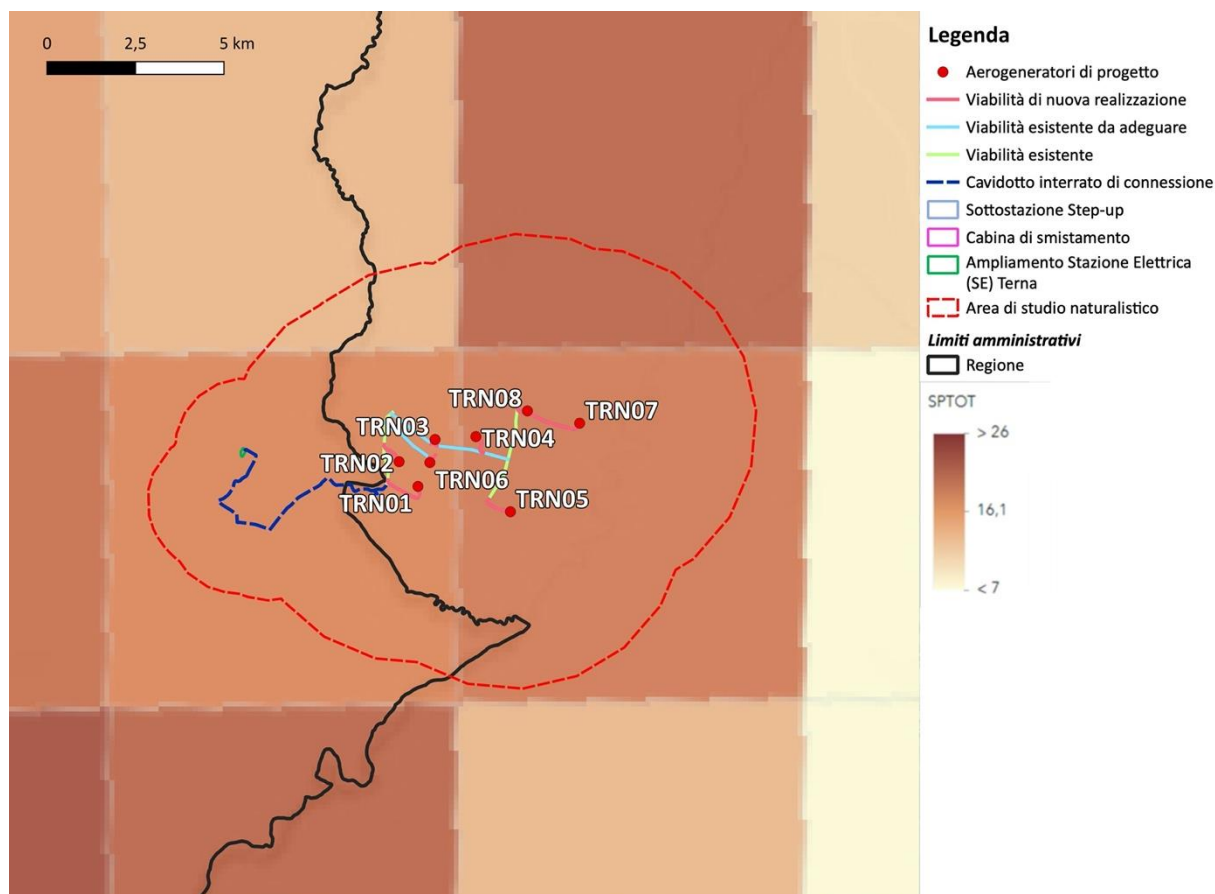 0 2,5 5 km
TRN08
TRN07
TRN03
TRN04
TRN02
TRN06
TRN01
TRN05
Legenda
Aerogeneratori di progetto
Viabilità di nuova realizzazione
Viabilità esistente da adeguare
Viabilità esistente
Cavidotto interrato di connessione
Sottostazione Step-up
Cabina di smistamento
Ampliamento Stazione Elettrica
(SE) Terna
Area di studio naturalistico
Limiti amministrativi
Regione
SPTOT
> 26
16,1
< 7